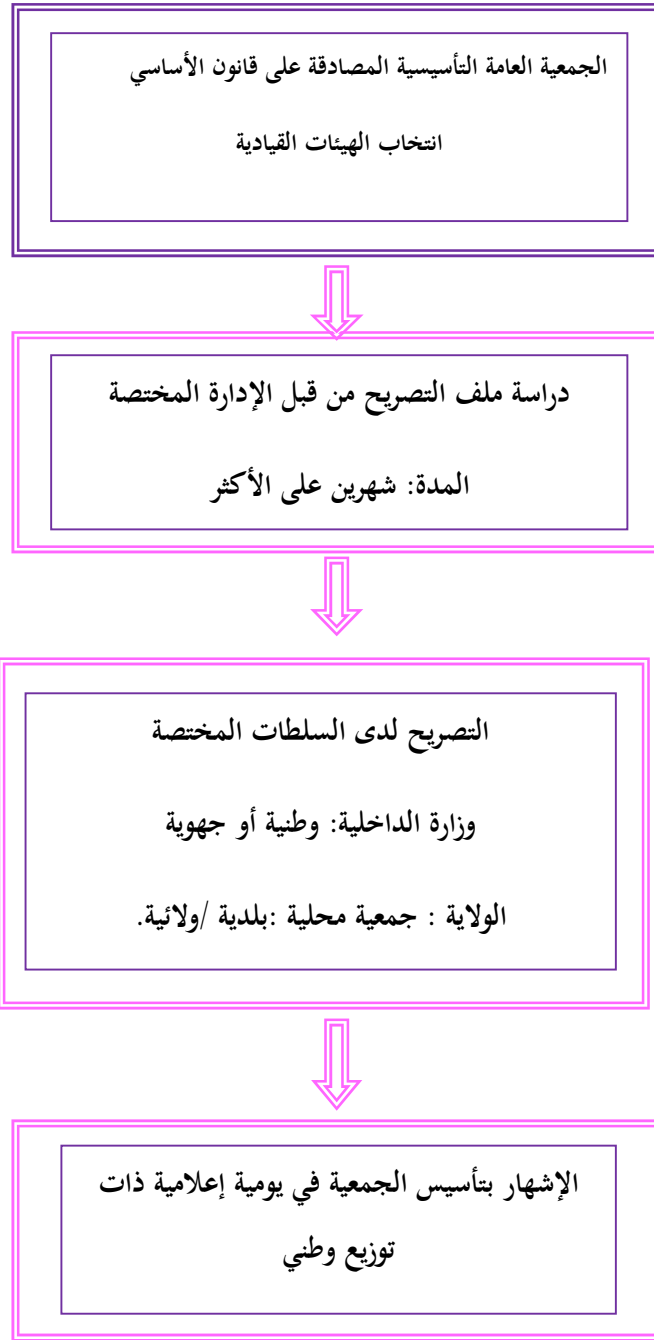 الجمعية العامة التأسيسية المصادقة على قانون الأساسي
انتخاب الهيئات القيادية
دراسة ملف التصريح من قبل الإدارة المختصة
المدة: شهرين على الأكثر
التصريح لدى السلطات المختصة
وزارة الداخلية: وطنية أو جهوية
الولاية : جمعية محلية :بلدية /ولائية.
الإشهار بتأسيس الجمعية في يومية إعلامية ذات
توزيع وطني